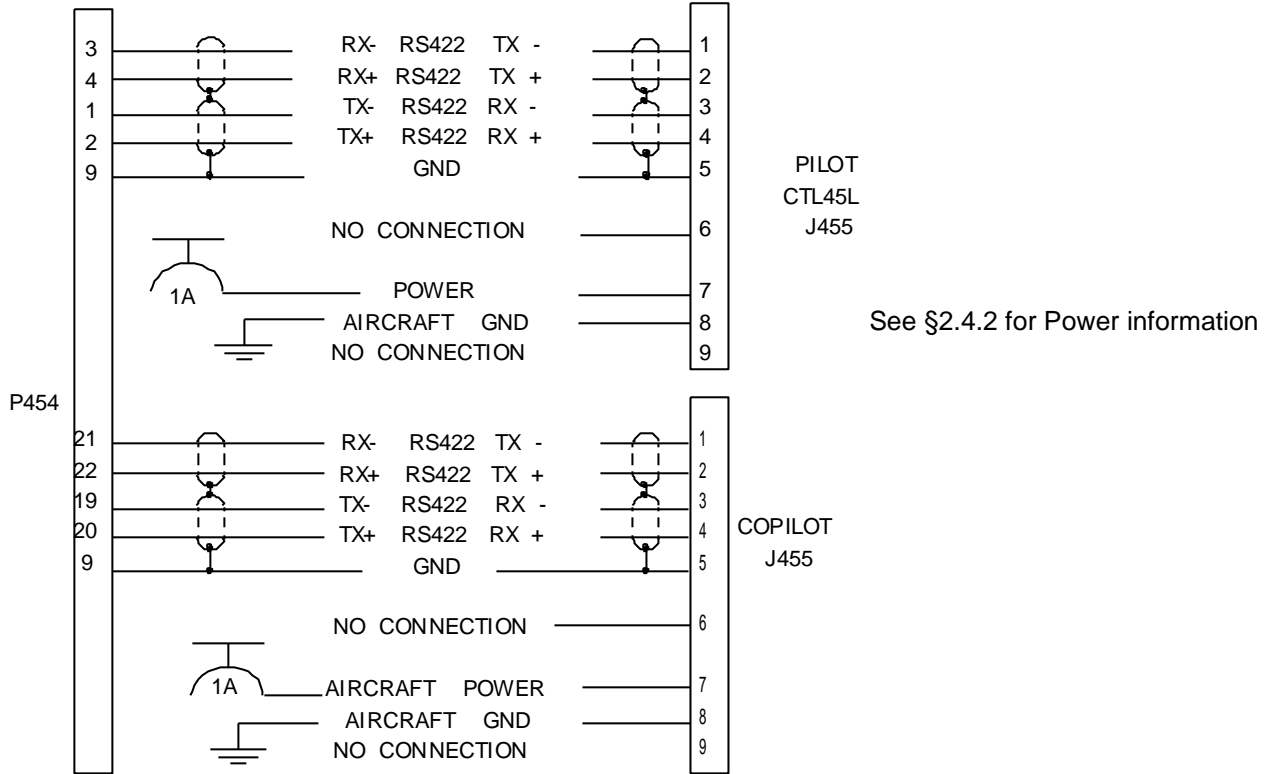 3 RX- RS422 TX - 1
4 RX+ RS422 TX + 2
1 TX- RS422 RX - 3
2 TX+ RS422 RX + 4
9 GND 5
PILOT
CTL45L
J455
NO CONNECTION 6
1A POWER 7
AIRCRAFT GND 8
See §2.4.2 for Power information
NO CONNECTION 9
P454
21 RX- RS422 TX - 1
22 RX+ RS422 TX + 2
19 TX- RS422 RX - 3
20 TX+ RS422 RX + 4
9 GND 5
COPILOT
J455
NO CONNECTION 6
1A AIRCRAFT POWER 7
AIRCRAFT GND 8
NO CONNECTION 9